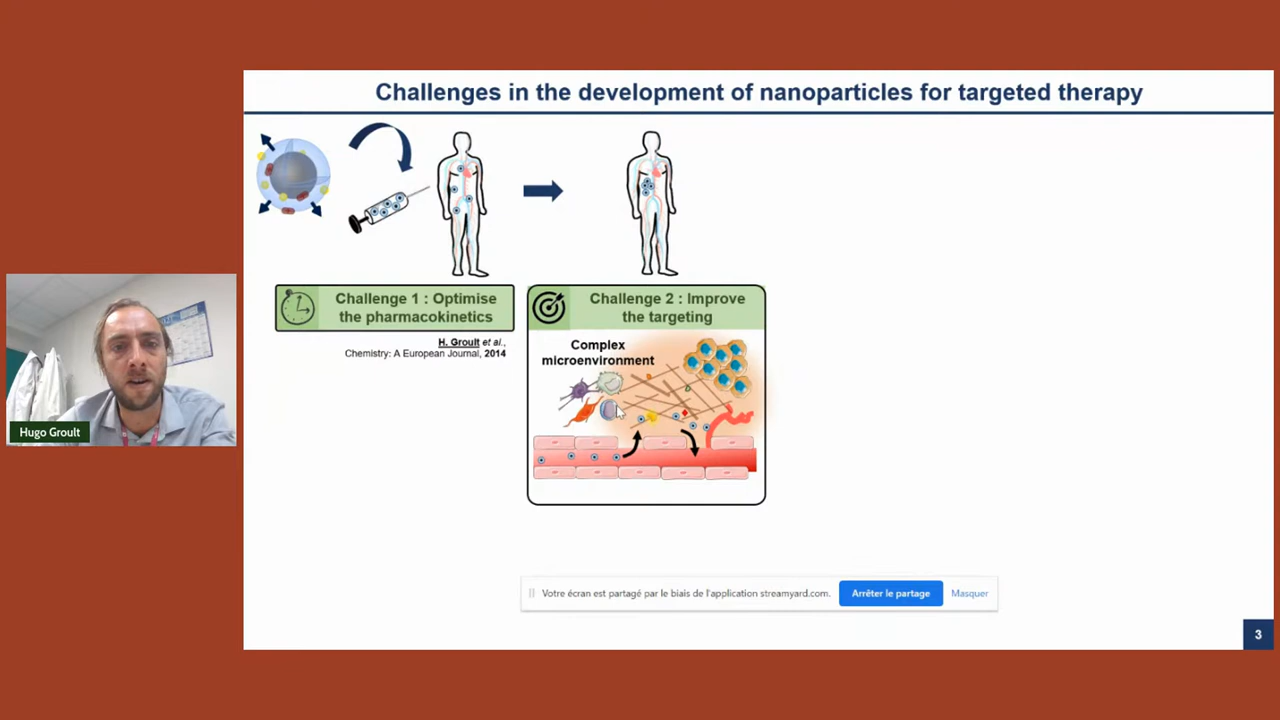 Challenges in the development of nanoparticles for targeted therapy
Challenge 1 : Optimise
the pharmacokinetics
H. Groult et al.,
Chemistry: A European Journal, 2014
Challenge 2 : Improve
the targeting
Complex
microenvironment
Hugo Groult
Votre écran est partagé par le biais de l'application streamyard.com.
Arrêter le partage
Masquer
3